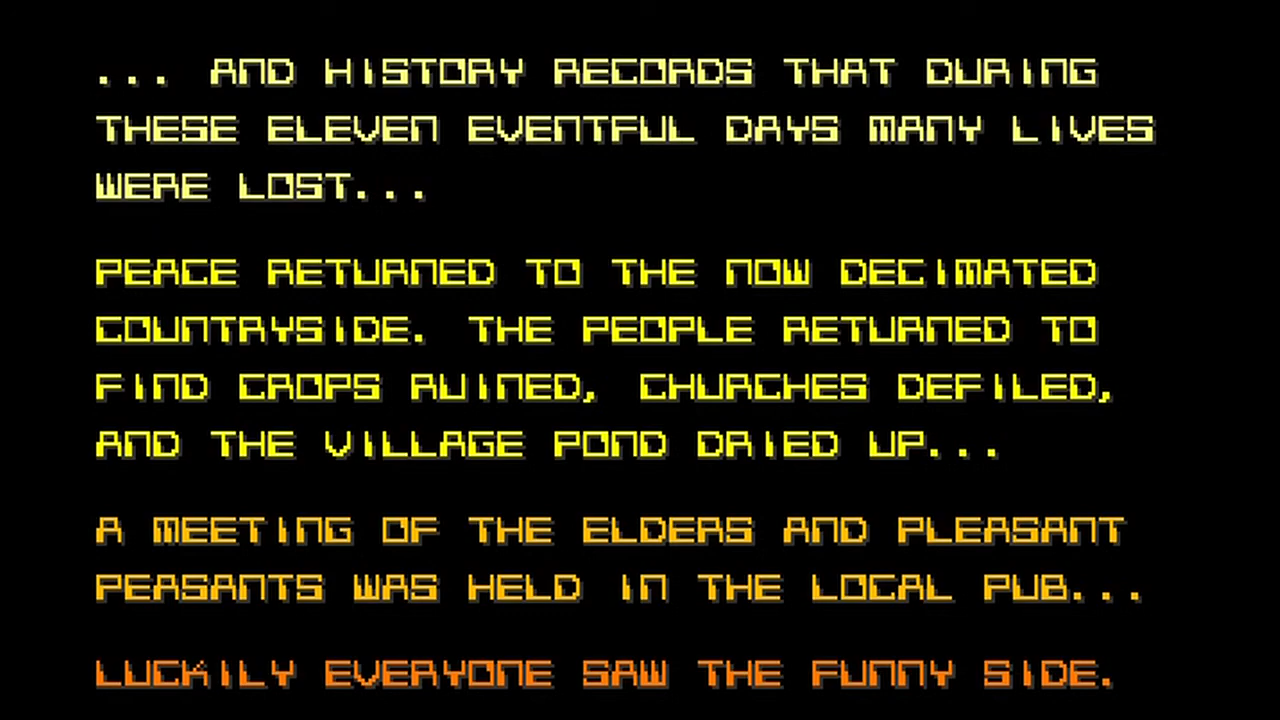 ... AND HISTORY RECORDS THAT DURING
THESE ELEVEN EVENTFUL DAYS MANY LIVES
WERE LOST...
PEACE RETURNED TO THE NOW DECIMATED
COUNTRYSIDE. THE PEOPLE RETURNED TO
FIND CROPS RUINED, CHURCHES DEFILED,
AND THE VILLAGE POND DRIED UP...
A MEETING OF THE ELDERS AND PLEASANT
PEASANTS WAS HELD IN THE LOCAL PUB...
LUCKILY EVERYONE SAW THE FUNNY SIDE.